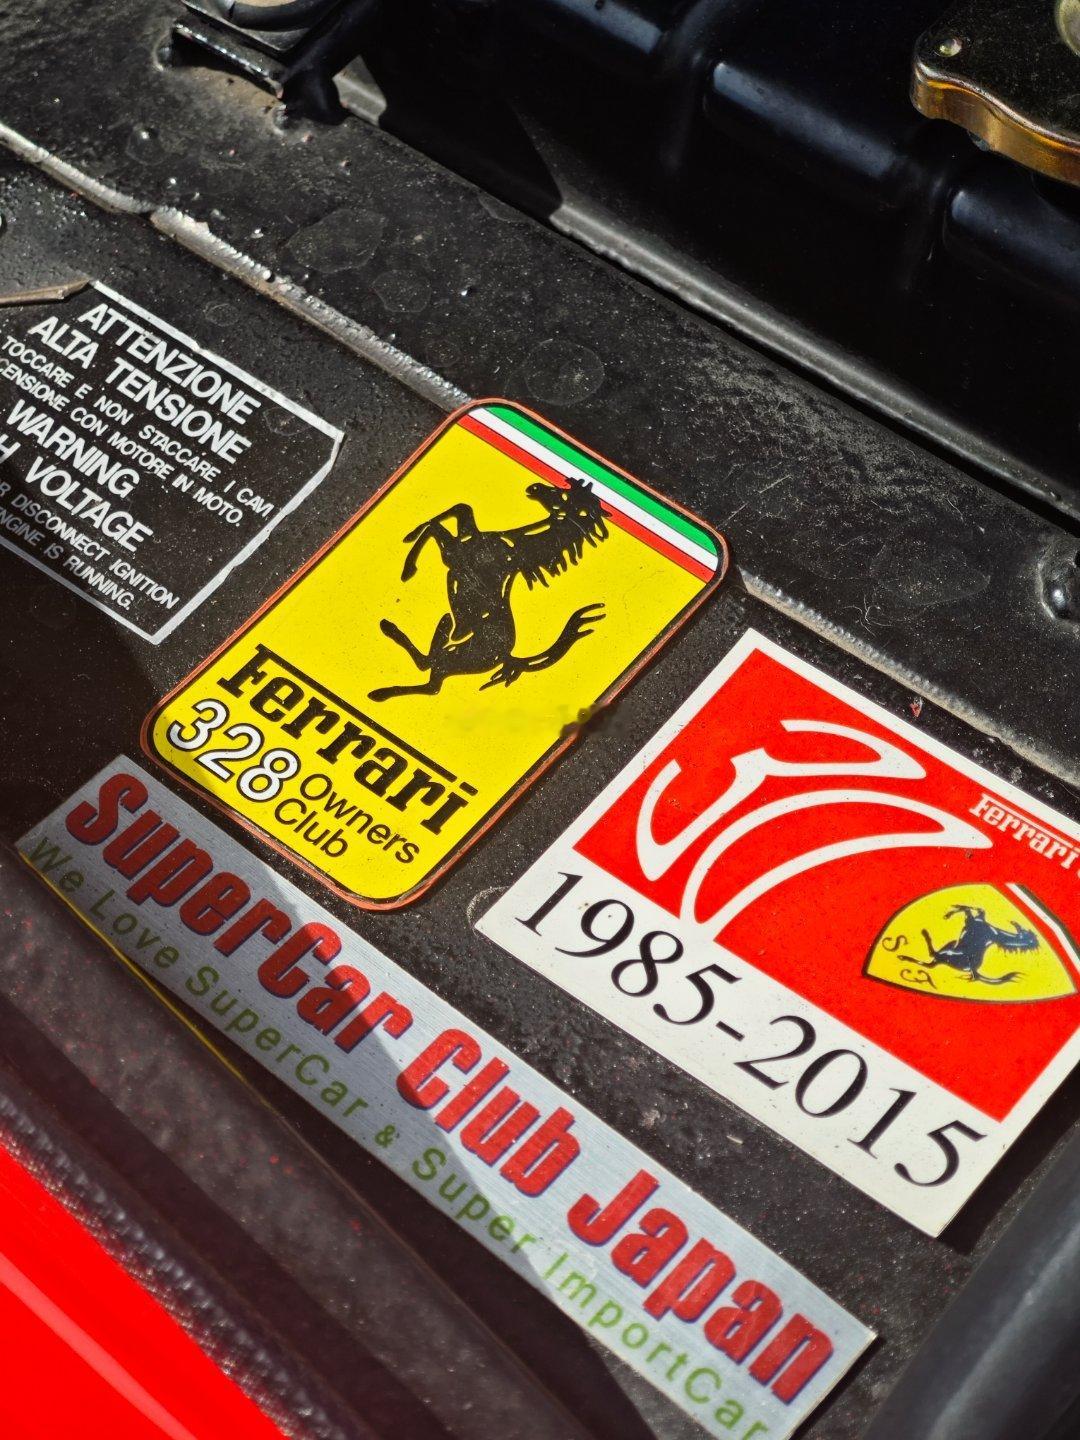 ATTENZIONE
ALTA TENSIONE
TOCCARE E NON STACCARE I CAVI
CON MOTORE IN MOTO.
WARNING
VOLTAGE
DISCONNECT IGNITION
ENGINE IS RUNNING.
Ferrari
328 Owners
Club
SuperCar Club Japan
We Love SuperCar & Super ImportCar
Ferrari
S G
1985-2015